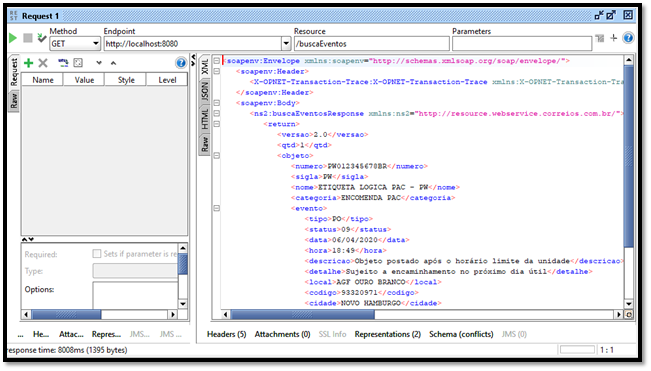 Request 1
Method
Endpoint
Resource
Parameters
GET
http://localhost:8080
/buscaEventos
Request
Raw
Name Value Style Level
Required: Sets if parameter is re
Type:
Options:
... He... Attac... Repres... JMS... JMS ...
XML
JSON
HTML
Raw
<soapenv:Envelope xmlns:soapenv="http://schemas.xmlsoap.org/soap/envelope/">
<soapenv:Header>
<X-OPNET-Transaction-Trace:X-OPNET-Transaction-Trace xmlns:X-OPNET-Tran
</soapenv:Header>
<soapenv:Body>
<ns2:buscaEventosResponse xmlns:ns2="http://resource.webservice.correios.com.br/">
<return>
<versao>2.0</versao>
<qtd>1</qtd>
<objeto>
<numero>PW012345678BR</numero>
<sigla>PW</sigla>
<nome>ETIQUETA LOGICA PAC - PW</nome>
<categoria>ENCOMENDA PAC</categoria>
<evento>
<tipo>PO</tipo>
<status>09</status>
<data>06/04/2020</data>
<hora>18:49</hora>
<descricao>Objeto postado após o horário limite da unidade</descricao>
<detalhe>Sujeito a encaminhamento no próximo dia útil</detalhe>
<local>AGF OURO BRANCO</local>
<codigo>93320971</codigo>
<cidade>NOVO HAMBURGO</cidade>
Headers (5) Attachments (0) SSL Info Representations (2) Schema (conflicts) JMS (0)
response time: 8008ms (1395 bytes)
1 : 1